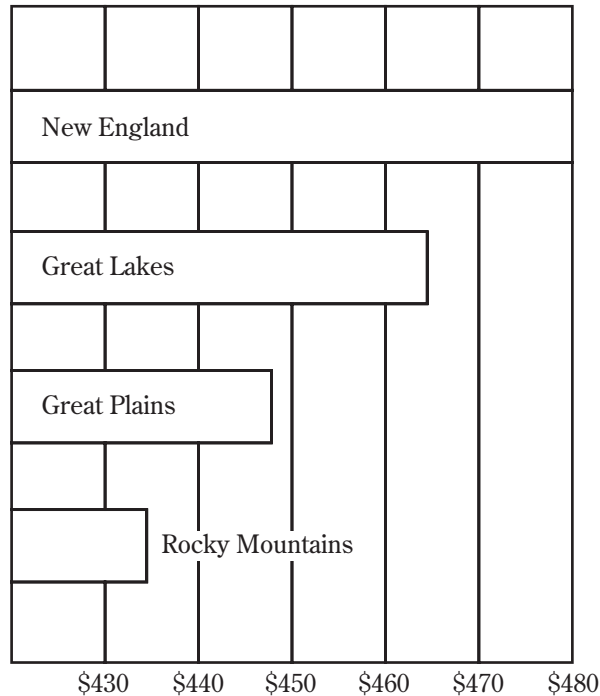 New England
Great Lakes
Great Plains
Rocky Mountains
$430 $440 $450 $460 $470 $480